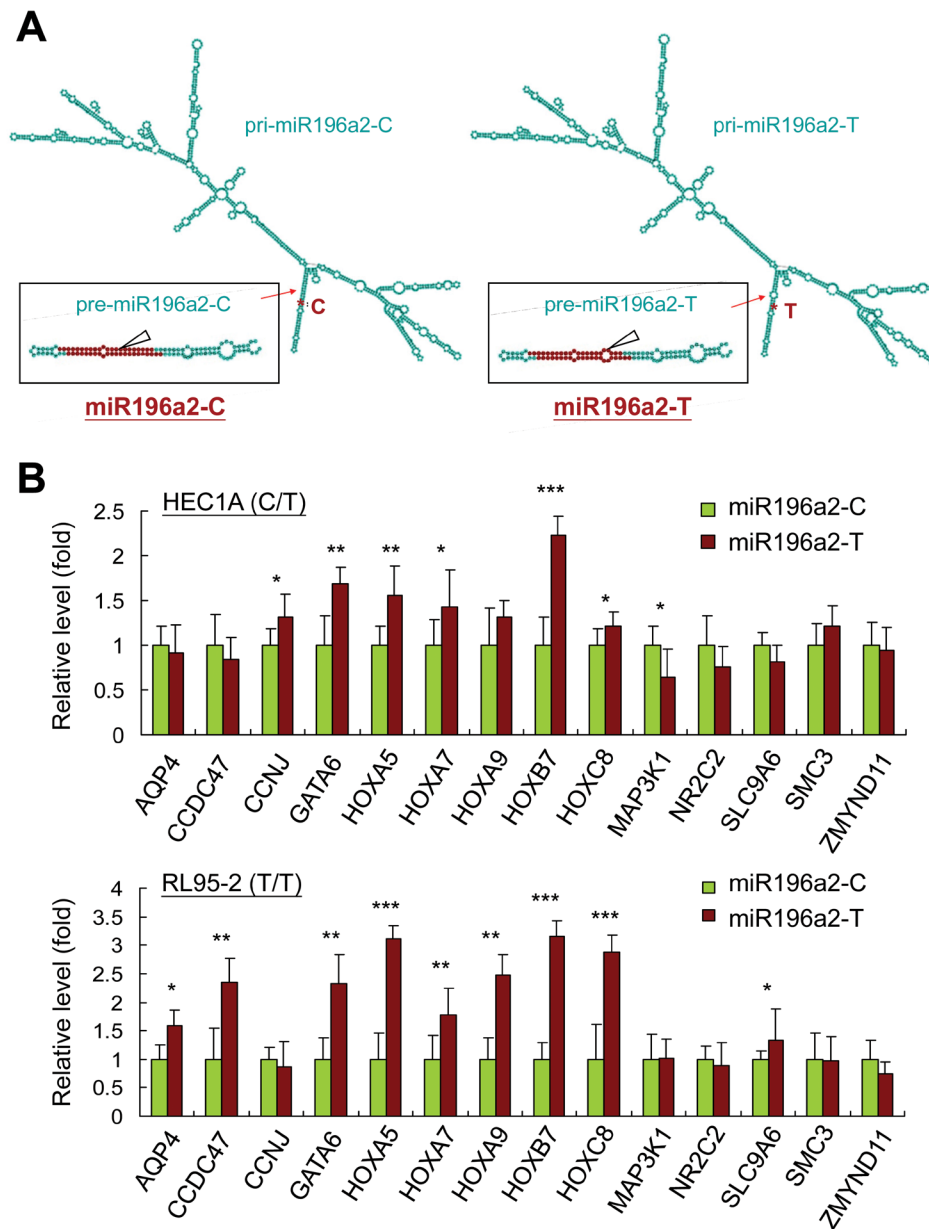 A
pri-miR196a2-C
pri-miR196a2-T
pre-miR196a2-C
* C
pre-miR196a2-T
* T
miR196a2-C
miR196a2-T
B
HEC1A (C/T)
miR196a2-C
miR196a2-T
Relative level (fold)
2.5
2
1.5
1
0.5
0
* ** ** * *** * *
AQP4 CCDC47 CCNJ GATA6 HOXA5 HOXA7 HOXA9 HOXB7 HOXC8 MAP3K1 NR2C2 SLC9A6 SMC3 ZMYND11
RL95-2 (T/T)
miR196a2-C
miR196a2-T
Relative level (fold)
4
3.5
3
2.5
2
1.5
1
0.5
0
* ** ** *** ** ** *** *** *
AQP4 CCDC47 CCNJ GATA6 HOXA5 HOXA7 HOXA9 HOXB7 HOXC8 MAP3K1 NR2C2 SLC9A6 SMC3 ZMYND11